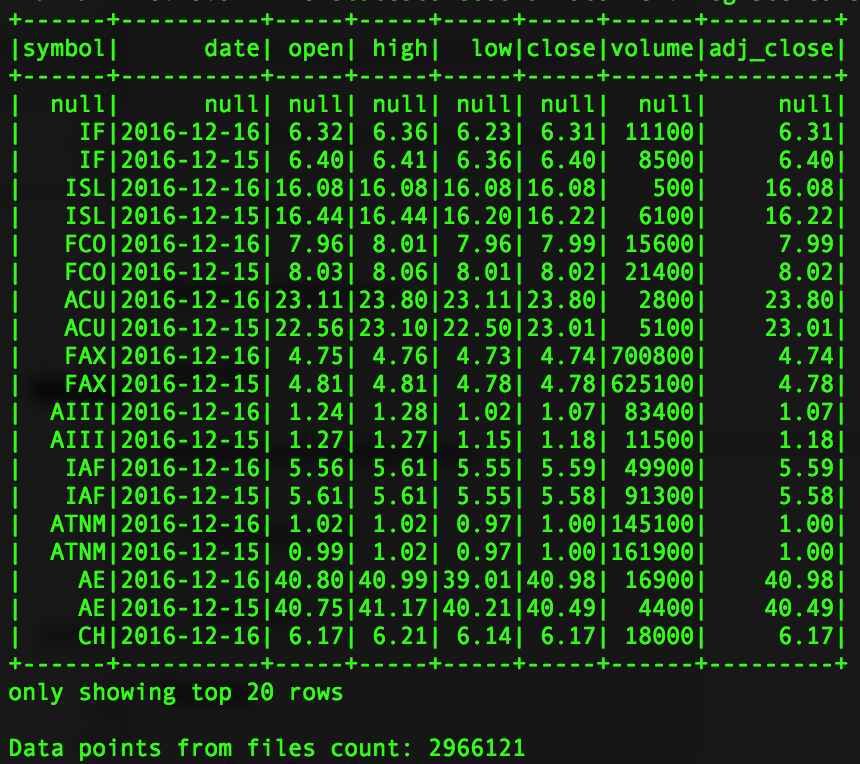 +------+----------+-----+-----+-----+-----+------+---------+
|symbol|      date| open| high|  low|close|volume|adj_close|
+------+----------+-----+-----+-----+-----+------+---------+
|  null|      null| null| null| null| null|  null|     null|
|    IF|2016-12-16| 6.32| 6.36| 6.23| 6.31| 11100|     6.31|
|    IF|2016-12-15| 6.40| 6.41| 6.36| 6.40|  8500|     6.40|
|   ISL|2016-12-16|16.08|16.08|16.08|16.08|   500|    16.08|
|   ISL|2016-12-15|16.44|16.44|16.20|16.22|  6100|    16.22|
|   FCO|2016-12-16| 7.96| 8.01| 7.96| 7.99| 15600|     7.99|
|   FCO|2016-12-15| 8.03| 8.06| 8.01| 8.02| 21400|     8.02|
|   ACU|2016-12-16|23.11|23.80|23.11|23.80|  2800|    23.80|
|   ACU|2016-12-15|22.56|23.10|22.50|23.01|  5100|    23.01|
|   FAX|2016-12-16| 4.75| 4.76| 4.73| 4.74|700800|     4.74|
|   FAX|2016-12-15| 4.81| 4.81| 4.78| 4.78|625100|     4.78|
|  AIII|2016-12-16| 1.24| 1.28| 1.02| 1.07| 83400|     1.07|
|  AIII|2016-12-15| 1.27| 1.27| 1.15| 1.18| 11500|     1.18|
|   IAF|2016-12-16| 5.56| 5.61| 5.55| 5.59| 49900|     5.59|
|   IAF|2016-12-15| 5.61| 5.61| 5.55| 5.58| 91300|     5.58|
|  ATNM|2016-12-16| 1.02| 1.02| 0.97| 1.00|145100|     1.00|
|  ATNM|2016-12-15| 0.99| 1.02| 0.97| 1.00|161900|     1.00|
|    AE|2016-12-16|40.80|40.99|39.01|40.98| 16900|    40.98|
|    AE|2016-12-15|40.75|41.17|40.21|40.49|  4400|    40.49|
|    CH|2016-12-16| 6.17| 6.21| 6.14| 6.17| 18000|     6.17|
+------+----------+-----+-----+-----+-----+------+---------+
only showing top 20 rows
Data points from files count: 2966121